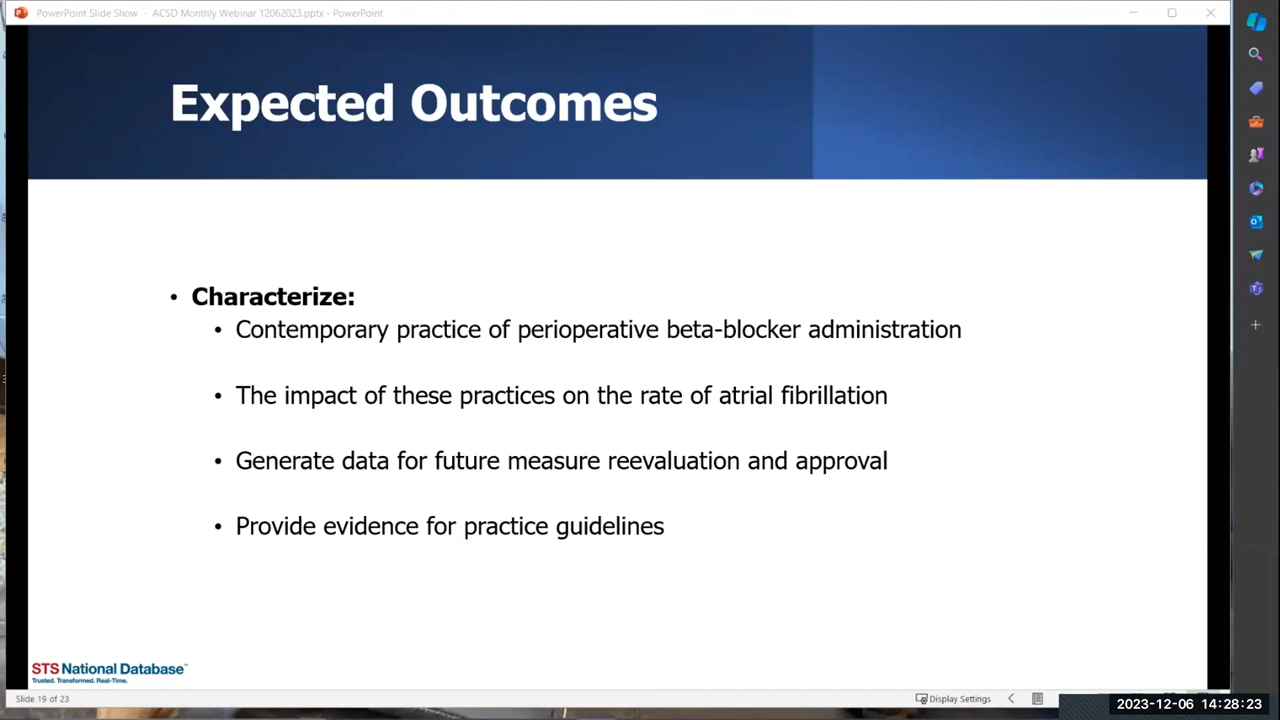 PowerPoint Slide Show - ACSD Monthly Webinar 12062023.pptx - PowerPoint
Expected Outcomes
• Characterize:
• Contemporary practice of perioperative beta-blocker administration
• The impact of these practices on the rate of atrial fibrillation
• Generate data for future measure reevaluation and approval
• Provide evidence for practice guidelines
STS National Database™
Trusted. Transformed. Real-Time.
Slide 19 of 23
Display Settings
2023-12-06 14:28:23